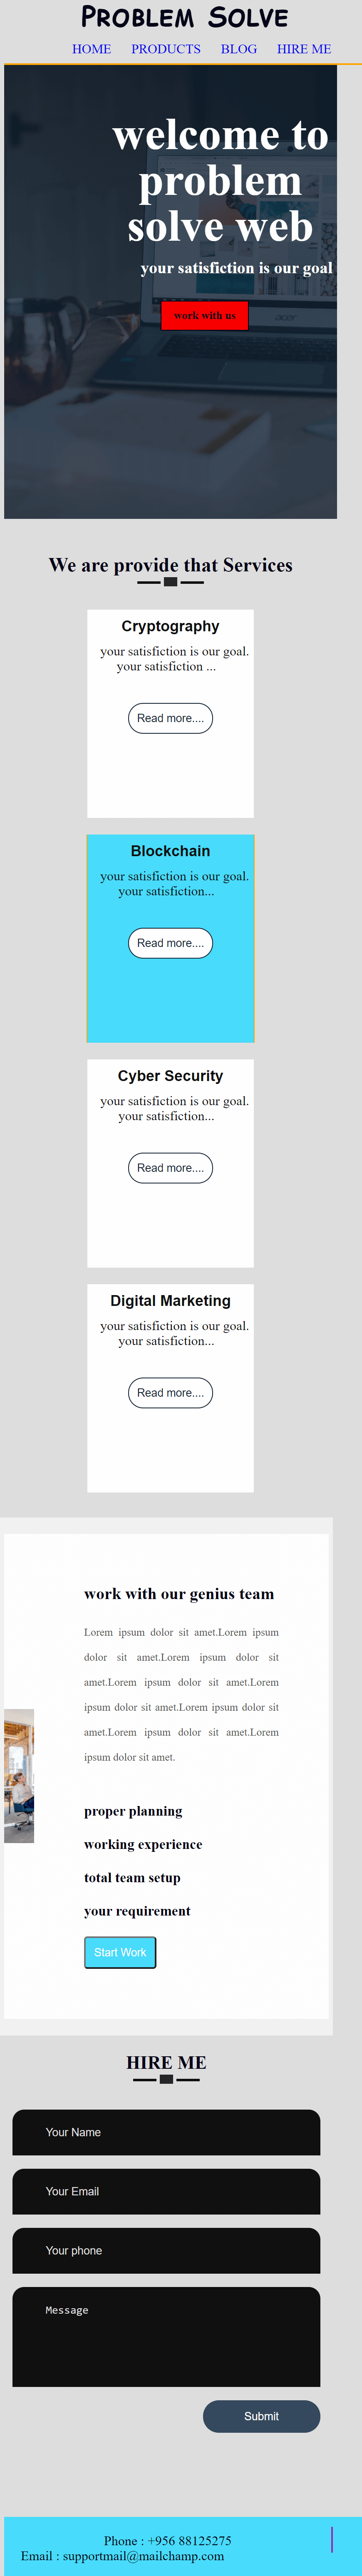 Problem Solve
HOME PRODUCTS BLOG HIRE ME
welcome to
problem
solve web
your satisfiction is our goal
work with us
acer
We are provide that Services
Cryptography
your satisfiction is our goal.
your satisfiction ...
Read more....
Blockchain
your satisfiction is our goal.
your satisfiction...
Read more....
Cyber Security
your satisfiction is our goal.
your satisfiction...
Read more....
Digital Marketing
your satisfiction is our goal.
your satisfiction...
Read more....
work with our genius team
Lorem ipsum dolor sit amet.Lorem ipsum
dolor sit amet.Lorem ipsum dolor sit
amet.Lorem ipsum dolor sit amet.Lorem
ipsum dolor sit amet.Lorem ipsum dolor sit
amet.Lorem ipsum dolor sit amet.Lorem
ipsum dolor sit amet.
proper planning
working experience
total team setup
your requirement
Start Work
HIRE ME
Your Name
Your Email
Your phone
Message
Submit
Phone : +956 88125275
Email : supportmail@mailchamp.com